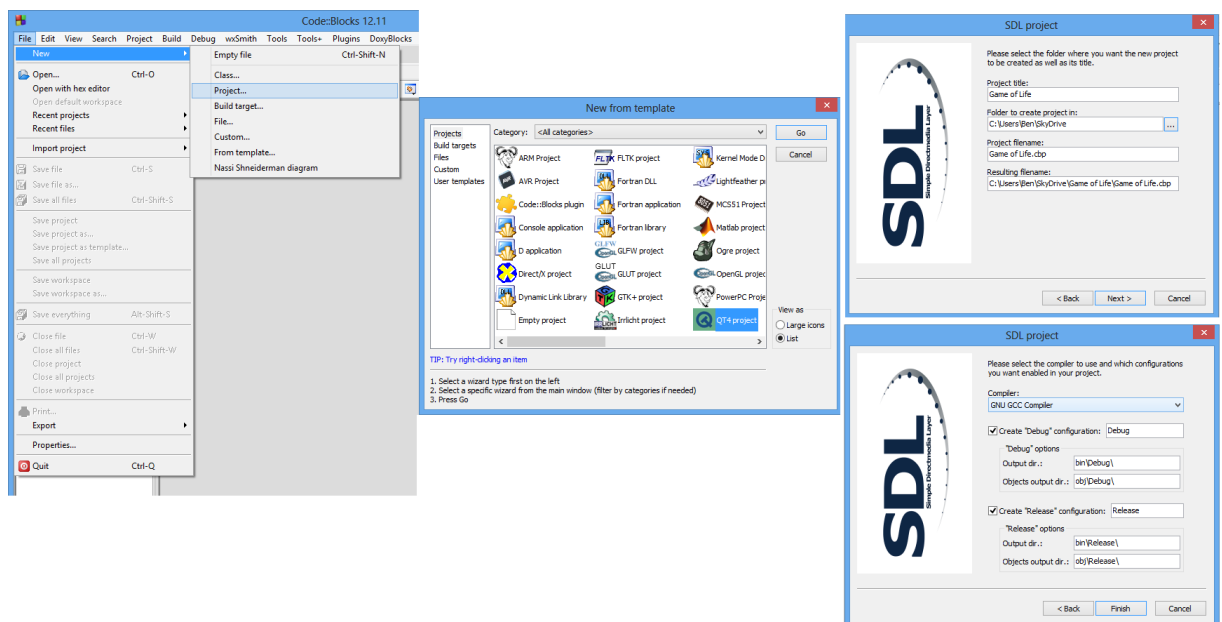 Code::Blocks 12.11
File Edit View Search Project Build Debug wxSmith Tools Tools+ Plugins DoxyBlocks
New
Open... Ctrl-O
Open with hex editor
Open default workspace
Recent projects
Recent files
Import project
Save file Ctrl-S
Save file as...
Save all files Ctrl-Shift-S
Save project
Save project as...
Save project as template...
Save all projects
Save workspace
Save workspace as...
Save everything Alt-Shift-S
Close file Ctrl-W
Close all files Ctrl-Shift-W
Close project
Close all projects
Close workspace
Print...
Export
Properties...
Quit Ctrl-Q
Empty file Ctrl-Shift-N
Class...
Project...
Build target...
File...
Custom...
From template...
Nassi Shneiderman diagram
New from template
Projects
Build targets
Files
Custom
User templates
Category: <All categories>
Go
Cancel
ARM Project
AVR Project
Code::Blocks plugin
Console application
D application
Direct/X project
Dynamic Link Library
Empty project
FLTK FLTK project
Fortran DLL
Fortran application
Fortran library
GLFW OpenGL GLFW project
GLUT OpenGL GLUT project
GTK+ project
Irrlicht project
Kernel Mode D
Lightfeather pr
MCS51 Project
Matlab project
Ogre project
OpenGL OpenGL projec
PowerPC Proje
QT4 project
View as
Large icons
List
TIP: Try right-clicking an item
1. Select a wizard type first on the left
2. Select a specific wizard from the main window (filter by categories if needed)
3. Press Go
SDL project
SDL
Simple Directmedia Layer
Please select the folder where you want the new project
to be created as well as its title.
Project title:
Game of Life
Folder to create project in:
C:\Users\Ben\SkyDrive
...
Project filename:
Game of Life.cbp
Resulting filename:
C:\Users\Ben\SkyDrive\Game of Life\Game of Life.cbp
< Back Next > Cancel
SDL project
SDL
Simple Directmedia Layer
Please select the compiler to use and which configurations
you want enabled in your project.
Compiler:
GNU GCC Compiler
Create "Debug" configuration: Debug
"Debug" options
Output dir.: bin\Debug\
Objects output dir.: obj\Debug\
Create "Release" configuration: Release
"Release" options
Output dir.: bin\Release\
Objects output dir.: obj\Release\
< Back Finish Cancel